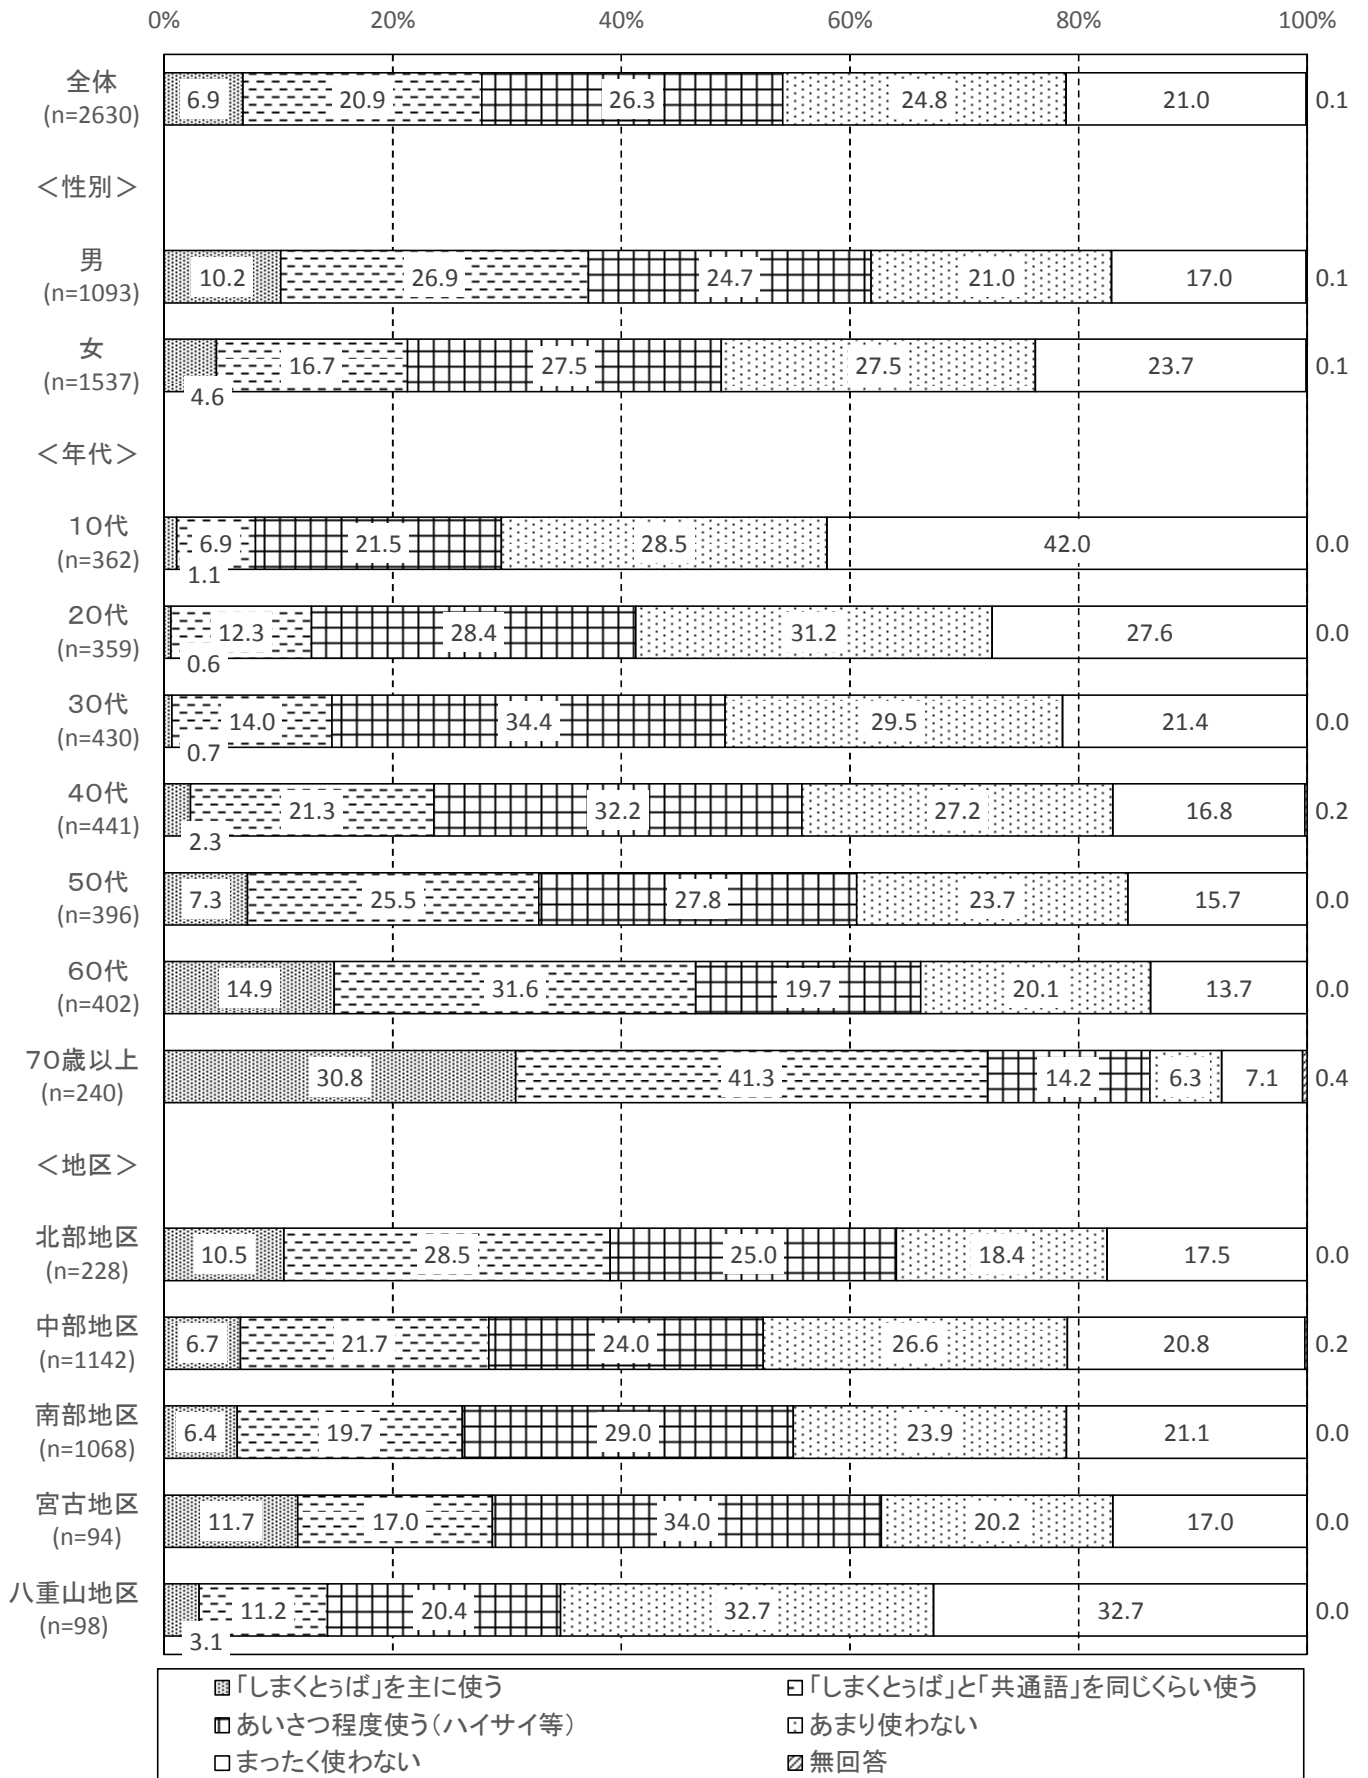 0% 20% 40% 60% 80% 100%
全体
(n=2630)
6.9 20.9 26.3 24.8 21.0 0.1
＜性別＞
男
(n=1093)
10.2 26.9 24.7 21.0 17.0 0.1
女
(n=1537)
4.6 16.7 27.5 27.5 23.7 0.1
＜年代＞
10代
(n=362)
1.1 6.9 21.5 28.5 42.0 0.0
20代
(n=359)
0.6 12.3 28.4 31.2 27.6 0.0
30代
(n=430)
0.7 14.0 34.4 29.5 21.4 0.0
40代
(n=441)
2.3 21.3 32.2 27.2 16.8 0.2
50代
(n=396)
7.3 25.5 27.8 23.7 15.7 0.0
60代
(n=402)
14.9 31.6 19.7 20.1 13.7 0.0
70歳以上
(n=240)
30.8 41.3 14.2 6.3 7.1 0.4
＜地区＞
北部地区
(n=228)
10.5 28.5 25.0 18.4 17.5 0.0
中部地区
(n=1142)
6.7 21.7 24.0 26.6 20.8 0.2
南部地区
(n=1068)
6.4 19.7 29.0 23.9 21.1 0.0
宮古地区
(n=94)
11.7 17.0 34.0 20.2 17.0 0.0
八重山地区
(n=98)
3.1 11.2 20.4 32.7 32.7 0.0
「しまくとぅば」を主に使う 「しまくとぅば」と「共通語」を同じくらい使う
あいさつ程度使う(ハイサイ等) あまり使わない
まったく使わない 無回答